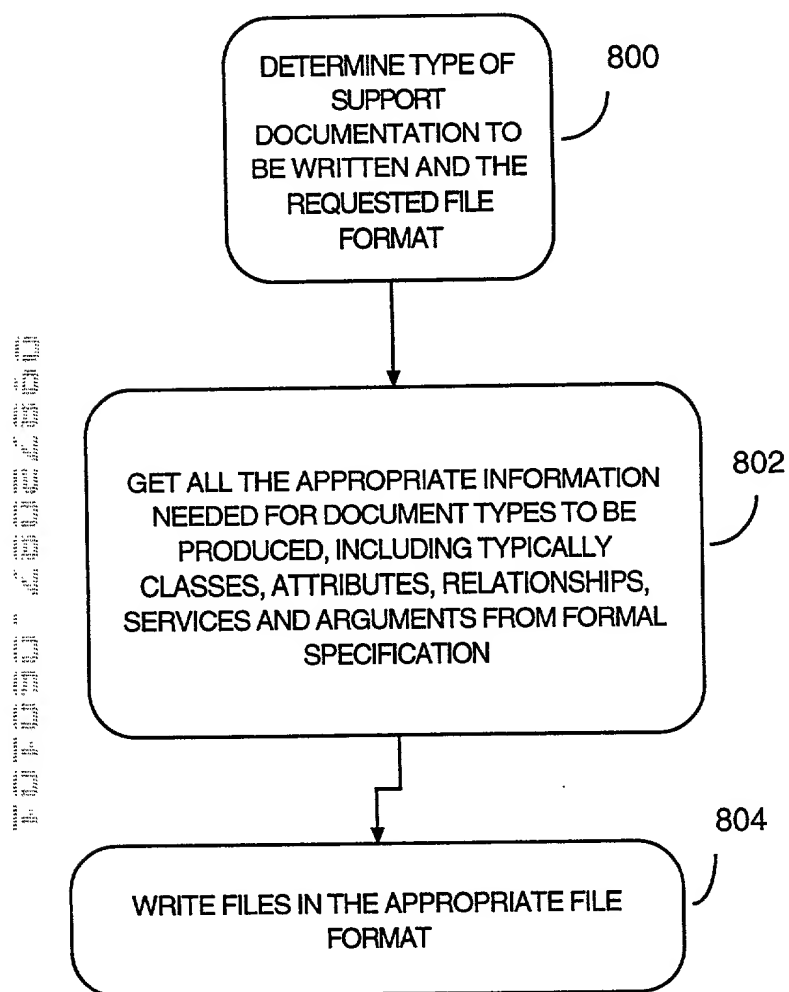 DETERMINE TYPE OF
SUPPORT
DOCUMENTATION TO
BE WRITTEN AND THE
REQUESTED FILE
FORMAT
800
GET ALL THE APPROPRIATE INFORMATION
NEEDED FOR DOCUMENT TYPES TO BE
PRODUCED, INCLUDING TYPICALLY
CLASSES, ATTRIBUTES, RELATIONSHIPS,
SERVICES AND ARGUMENTS FROM FORMAL
SPECIFICATION
802
WRITE FILES IN THE APPROPRIATE FILE
FORMAT
804